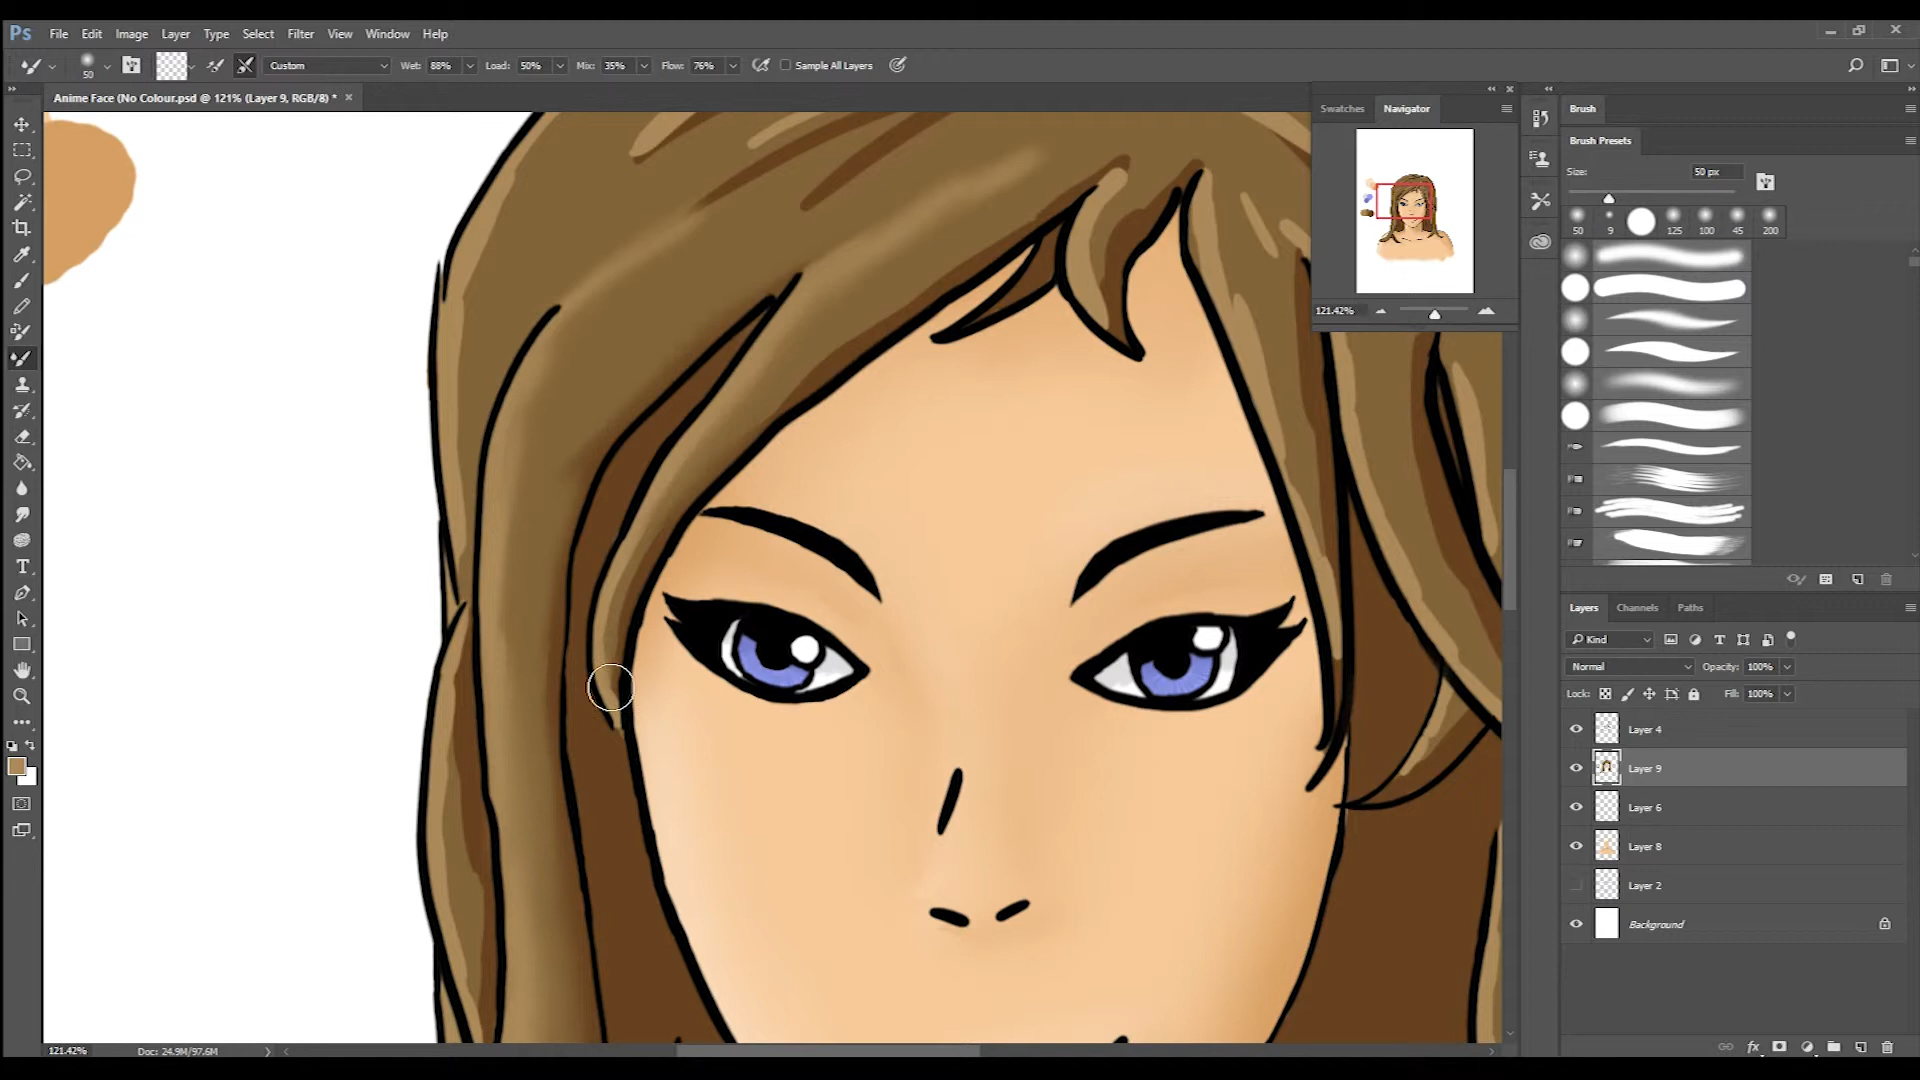 Ps File Edit Image Layer Type Select Filter View Window Help
50 Custom Wet: 88% Load: 50% Mix: 35% Flow: 76% Sample All Layers
Anime Face (No Colour.psd @ 121% (Layer 9, RGB/8) *
Swatches Navigator
121.42%
Brush
Brush Presets
Size: 50 px
50 9 125 100 45 200
Layers Channels Paths
Kind
Normal Opacity: 100%
Lock: Fill: 100%
Layer 4
Layer 9
Layer 6
Layer 8
Layer 2
Background
121.42% Doc: 24.9M/97.6M